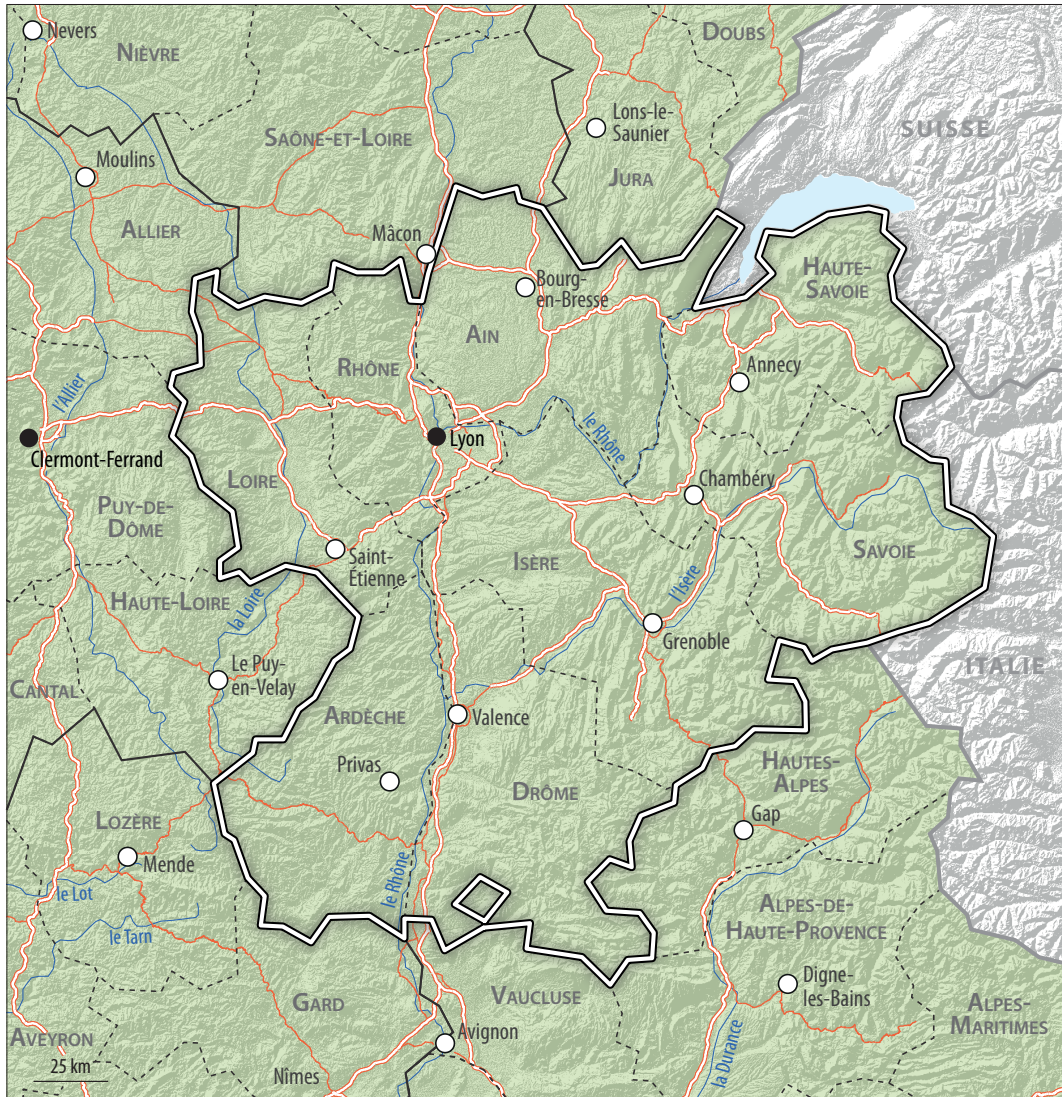 Nevers
NIÈVRE
DOUBS
Lons-le-
Saunier
SUISSE
SAÔNE-ET-LOIRE
Moulins
JURA
ALLIER
Mâcon
HAUTE-
SAVOIE
Bourg-
en-Bresse
AIN
RHÔNE
Annecy
l'Allier
Clermont-Ferrand
Lyon
le Rhône
LOIRE
Chambéry
PUY-DE-
DÔME
Saint-
Étienne
ISÈRE
SAVOIE
HAUTE-LOIRE
la Loire
l'Isère
Grenoble
ITALIE
Le Puy-
en-Velay
CANTAL
ARDÈCHE
Valence
Privas
DRÔME
HAUTES-
ALPES
LOZÈRE
Gap
Mende
le Rhône
le Lot
le Tarn
ALPES-DE-
HAUTE-PROVENCE
GARD
VAUCLUSE
Digne-
les-Bains
ALPES-
MARITIMES
AVEYRON
Avignon
25 km
Nîmes
la Durance